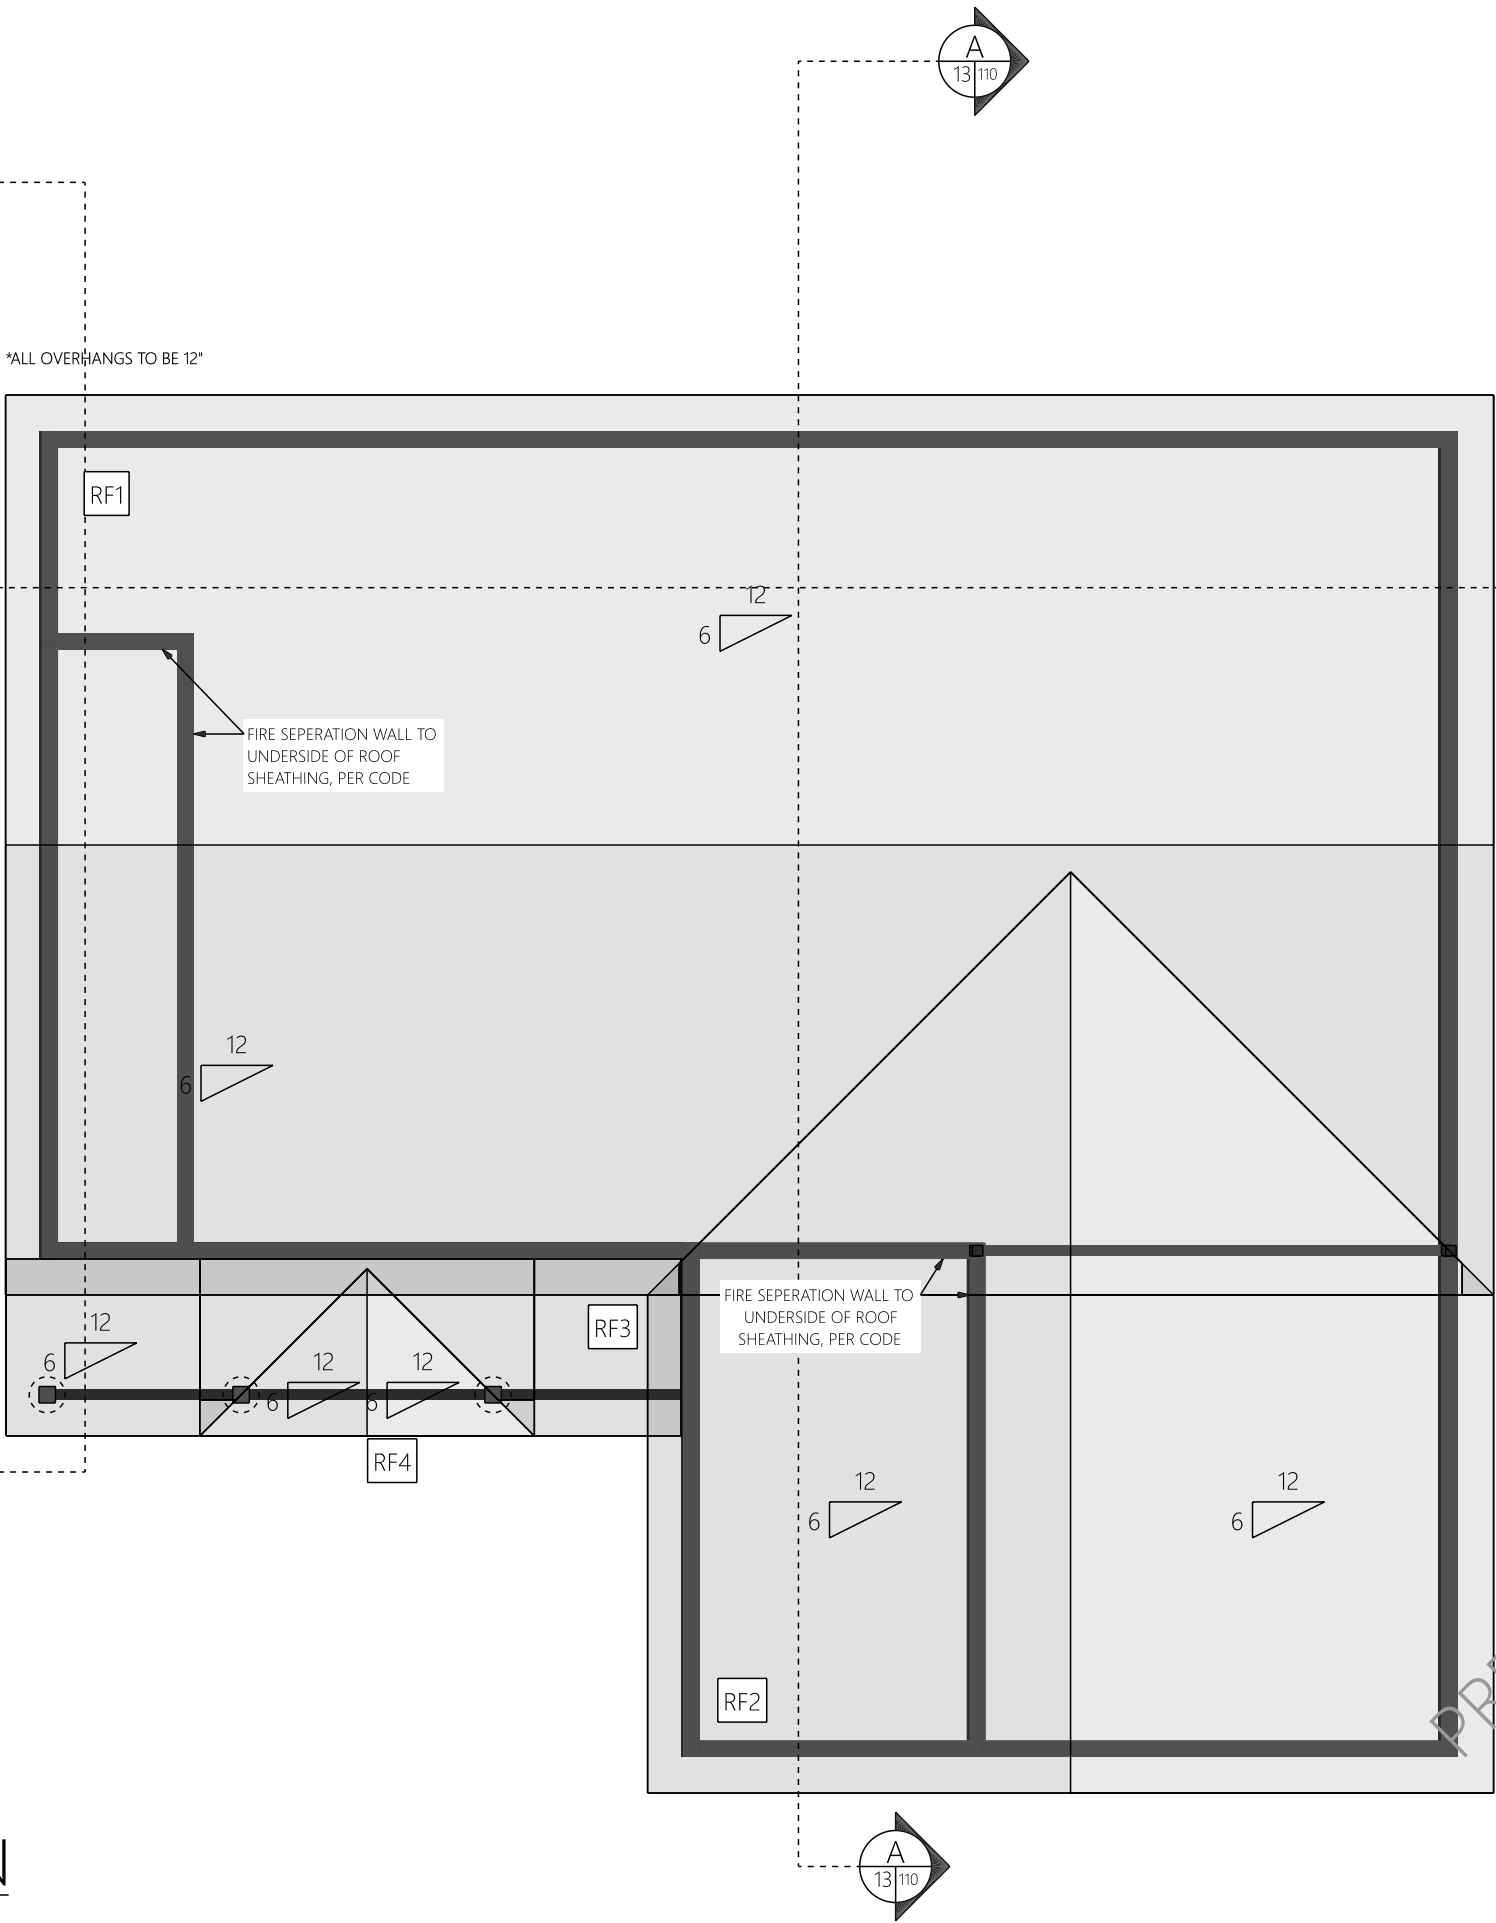 A
13 110
*ALL OVERHANGS TO BE 12"
RF1
12
6
FIRE SEPERATION WALL TO
UNDERSIDE OF ROOF
SHEATHING, PER CODE
12
6
FIRE SEPERATION WALL TO
UNDERSIDE OF ROOF
SHEATHING, PER CODE
RF3
12
6
12
6
12
6
RF4
12
6
12
6
RF2
A
13 110